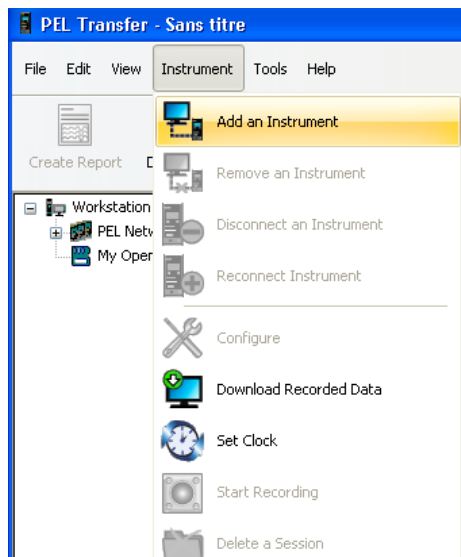 PEL Transfer - Sans titre
File Edit View Instrument Tools Help
Create Report
Workstation
PEL Netw
My Oper
Add an Instrument
Remove an Instrument
Disconnect an Instrument
Reconnect Instrument
Configure
Download Recorded Data
Set Clock
Start Recording
Delete a Session